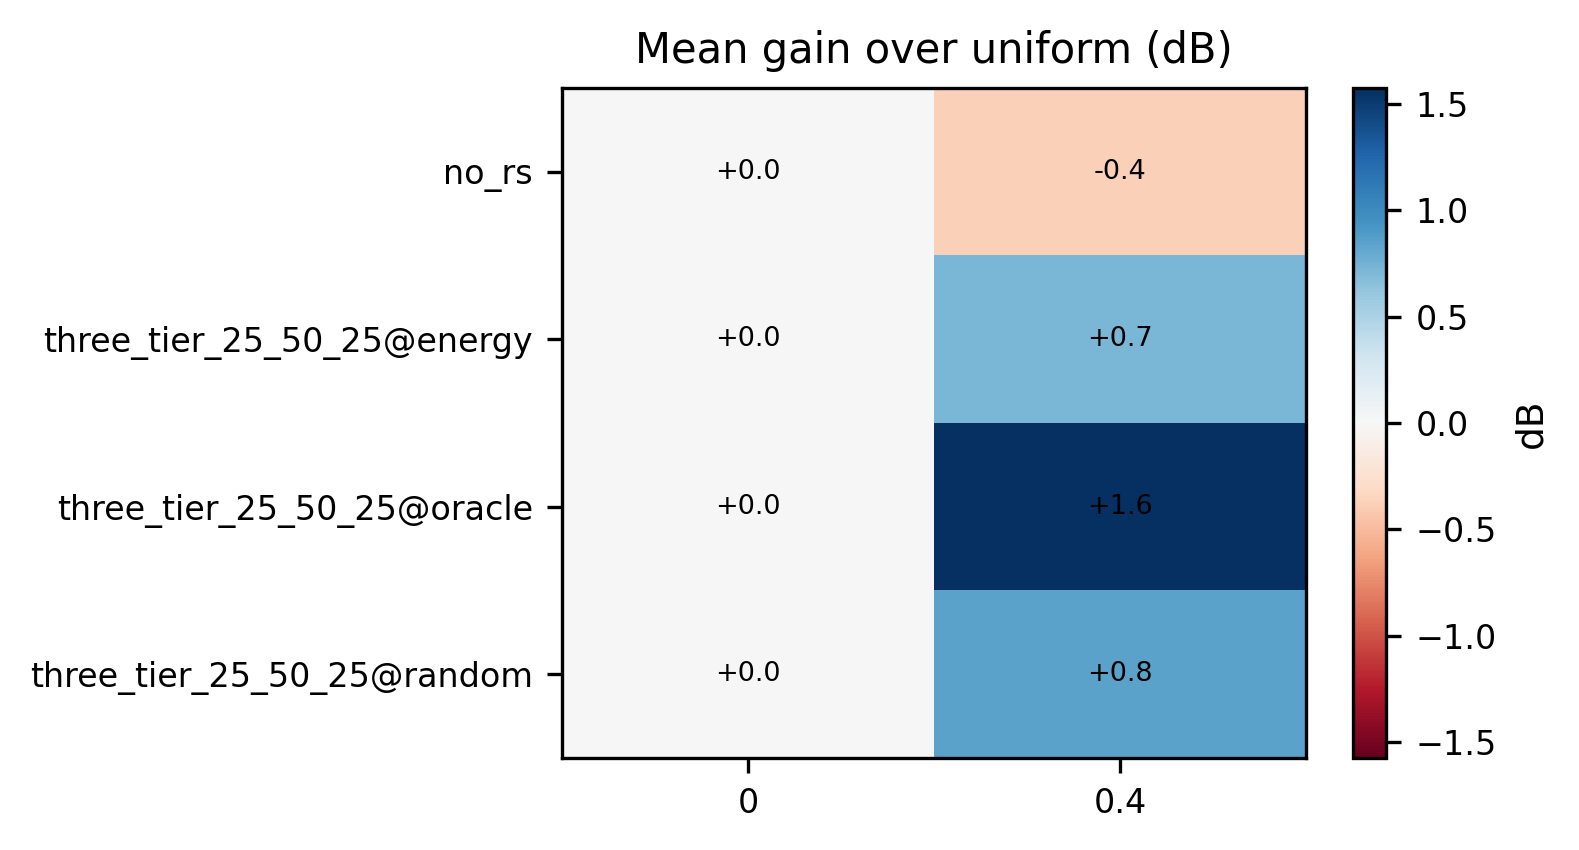 Mean gain over uniform (dB)
no_rs
+0.0
-0.4
three_tier_25_50_25@energy
+0.0
+0.7
three_tier_25_50_25@oracle
+0.0
+1.6
three_tier_25_50_25@random
+0.0
+0.8
0
0.4
1.5
1.0
0.5
0.0
−0.5
−1.0
−1.5
dB